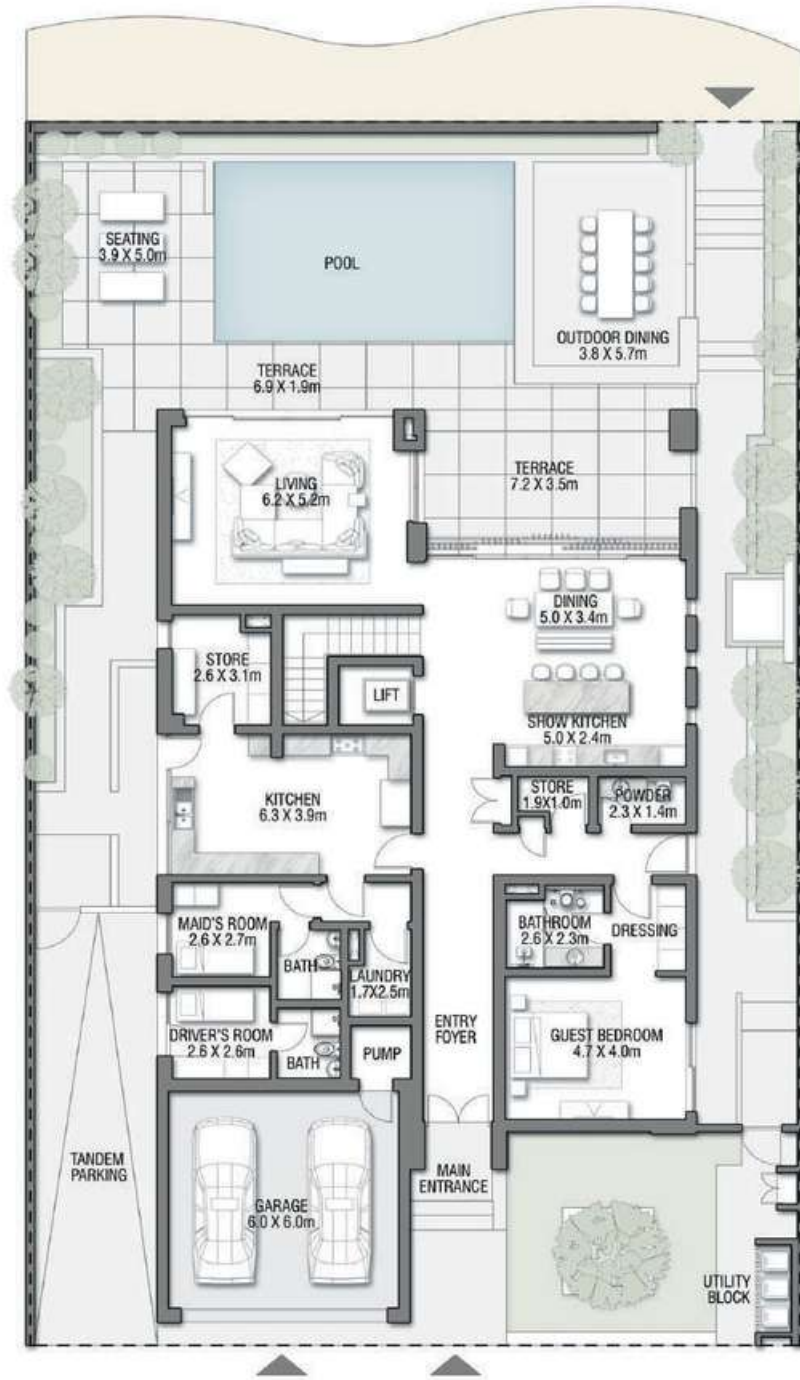 SEATING
3.9 X 5.0m
POOL
OUTDOOR DINING
3.8 X 5.7m
TERRACE
6.9 X 1.9m
LIVING
6.2 X 5.2m
TERRACE
7.2 X 3.5m
DINING
5.0 X 3.4m
STORE
2.6 X 3.1m
LIFT
SHOW KITCHEN
5.0 X 2.4m
KITCHEN
6.3 X 3.9m
STORE
1.9X1.0m
POWDER
2.3 X 1.4m
MAID'S ROOM
2.6 X 2.7m
BATH
LAUNDRY
1.7X2.5m
BATHROOM
2.6 X 2.3m
DRESSING
DRIVER'S ROOM
2.6 X 2.6m
BATH
PUMP
ENTRY
FOYER
GUEST BEDROOM
4.7 X 4.0m
TANDEM
PARKING
GARAGE
6.0 X 6.0m
MAIN
ENTRANCE
UTILITY
BLOCK